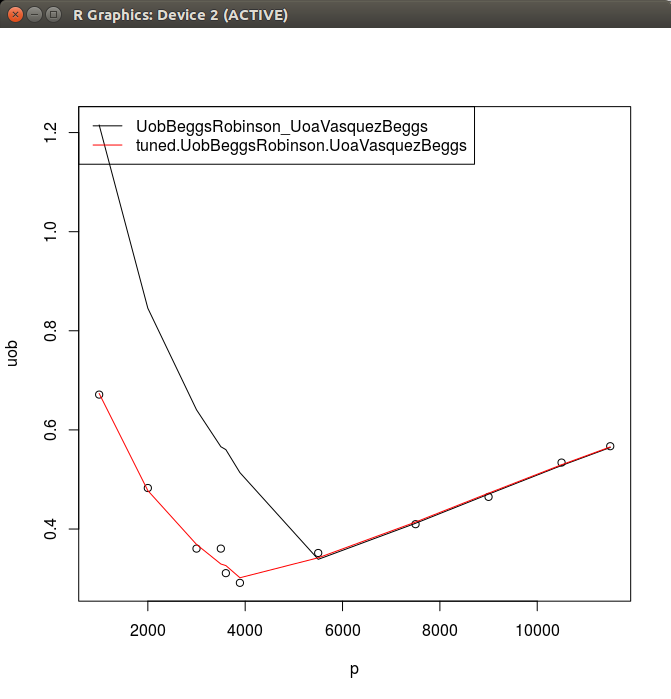 R Graphics: Device 2 (ACTIVE)
UobBeggsRobinson_UoaVasquezBeggs
tuned.UobBeggsRobinson.UoaVasquezBeggs
1.2
1.0
0.8
0.6
0.4
uob
2000
4000
6000
8000
10000
p